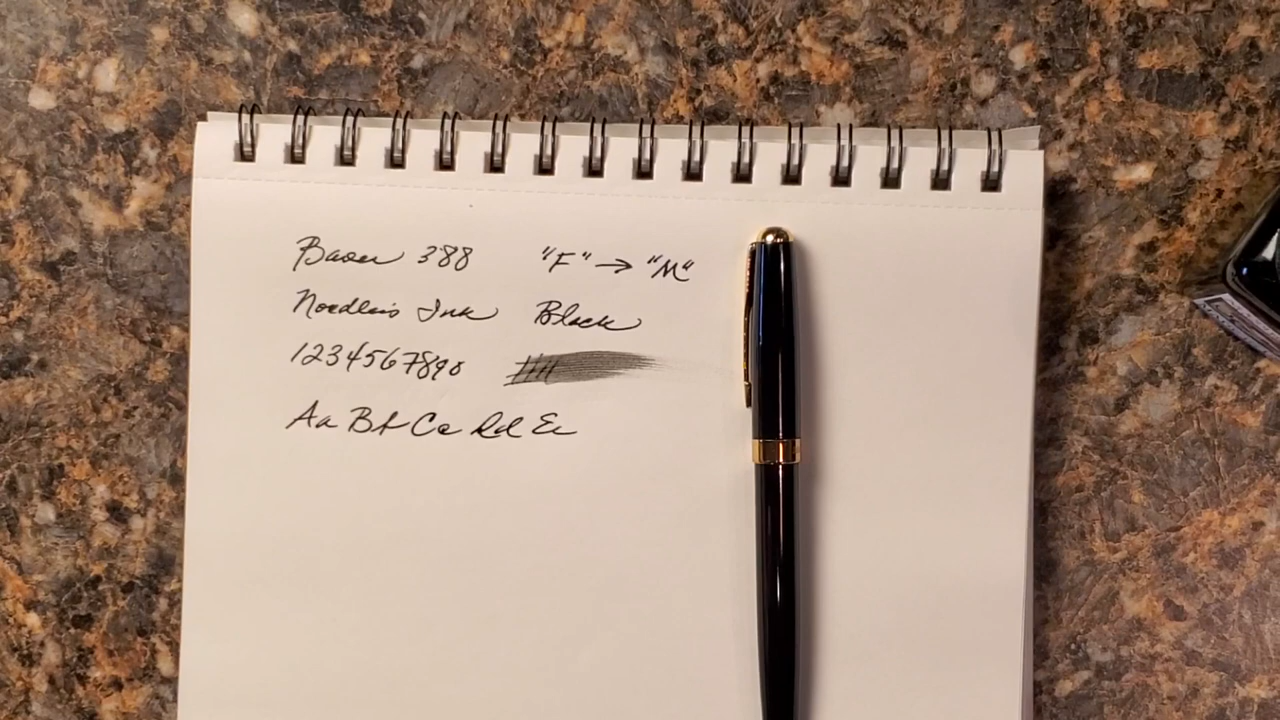 Baoer 388 "F" → "M"
Noodler's Ink Black
1234567890
Aa Bb Cc Dd Ee